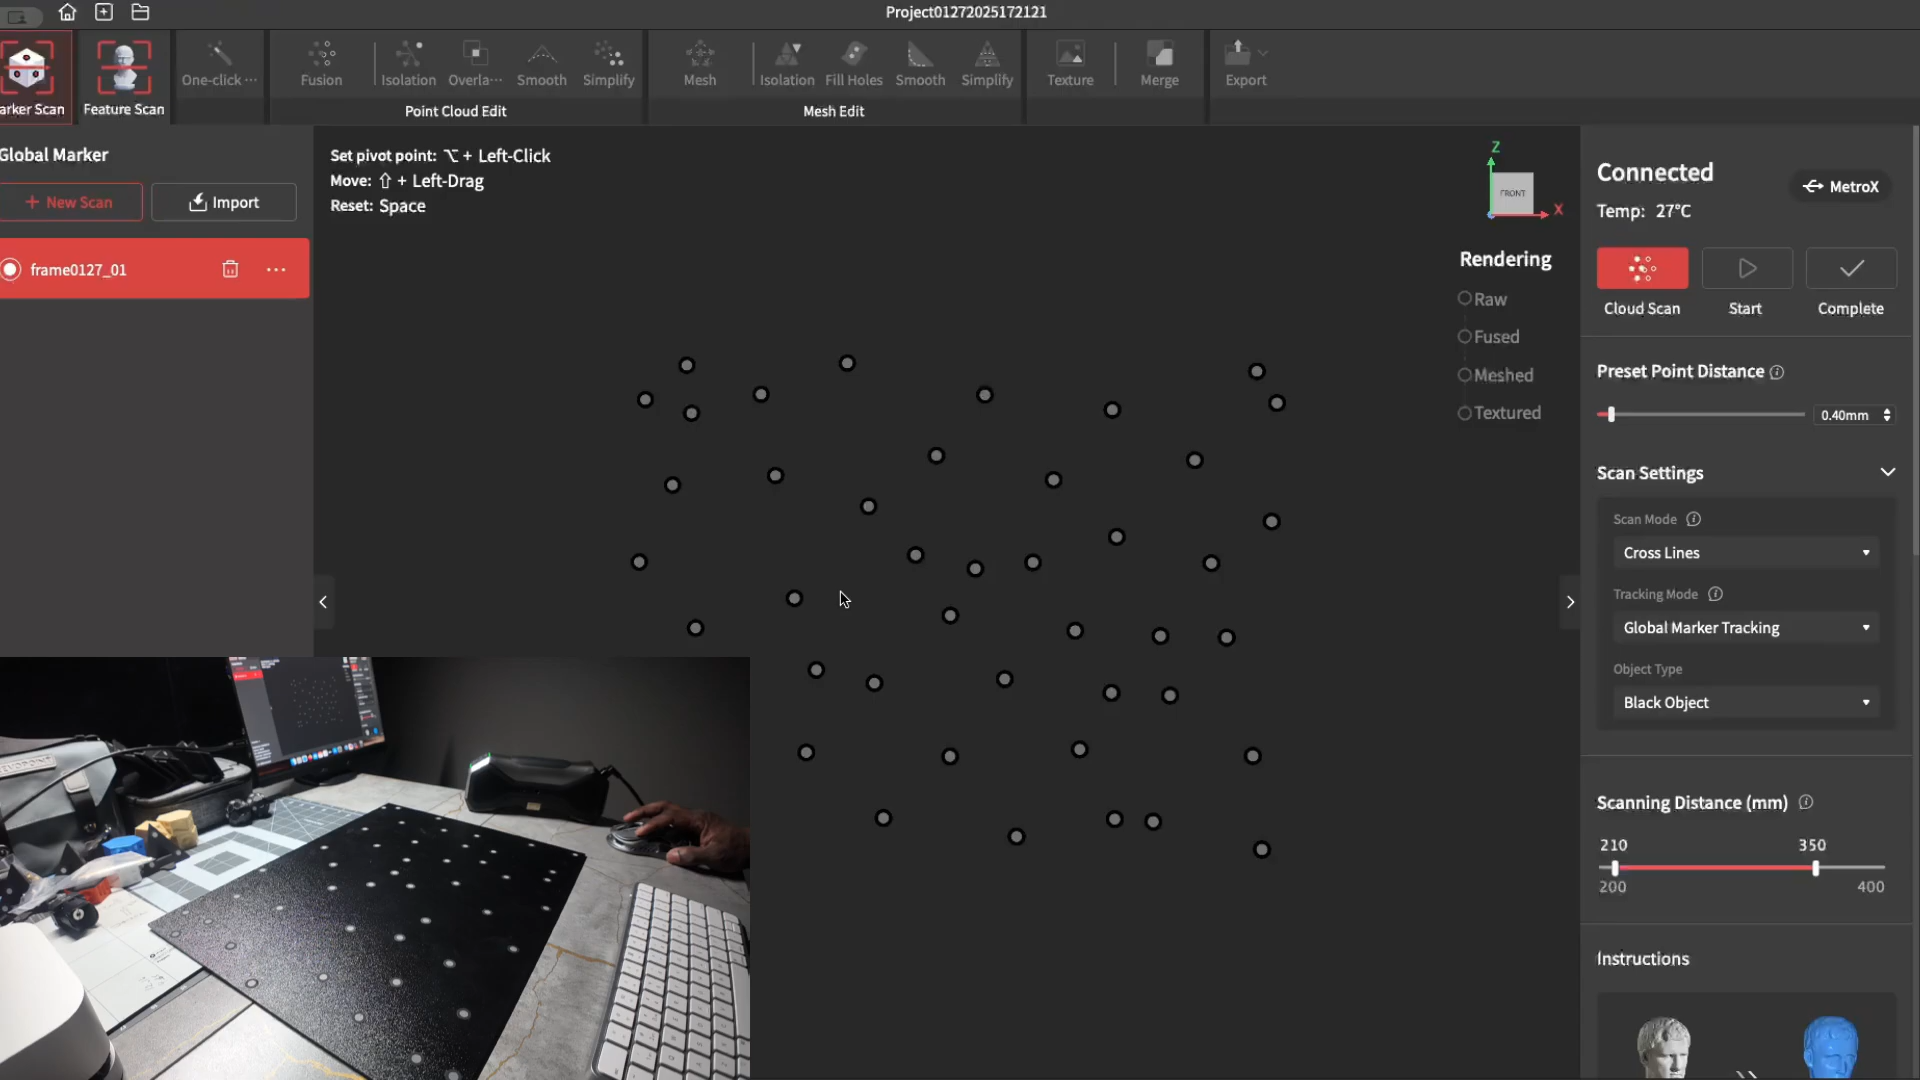 Project01272025172121
arker Scan
Feature Scan
One-click ···
Fusion
Isolation
Overla···
Smooth
Simplify
Point Cloud Edit
Mesh
Isolation
Fill Holes
Smooth
Simplify
Mesh Edit
Texture
Merge
Export
Global Marker
+ New Scan
Import
frame0127_01
Set pivot point: ⌥ + Left-Click
Move: ⇧ + Left-Drag
Reset: Space
Z
FRONT
X
Rendering
Raw
Fused
Meshed
Textured
Connected
MetroX
Temp: 27°C
Cloud Scan
Start
Complete
Preset Point Distance
0.40mm
Scan Settings
Scan Mode
Cross Lines
Tracking Mode
Global Marker Tracking
Object Type
Black Object
Scanning Distance (mm)
210
350
200
400
Instructions